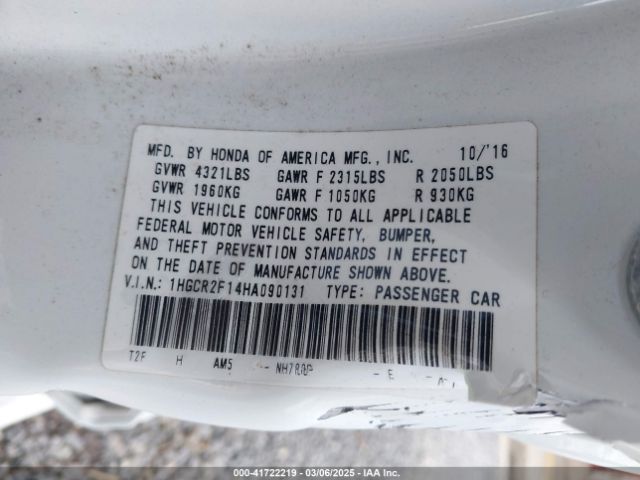 MFD. BY HONDA OF AMERICA MFG., INC. 10/'16
GVWR 4321LBS GAWR F 2315LBS R 2050LBS
GVWR 1960KG GAWR F 1050KG R 930KG
THIS VEHICLE CONFORMS TO ALL APPLICABLE
FEDERAL MOTOR VEHICLE SAFETY, BUMPER,
AND THEFT PREVENTION STANDARDS IN EFFECT
ON THE DATE OF MANUFACTURE SHOWN ABOVE.
V.I.N.: 1HGCR2F14HA090131 TYPE: PASSENGER CAR
T2F H AM5 -- - E -A
000-41722219 - 03/06/2025 - IAA Inc.